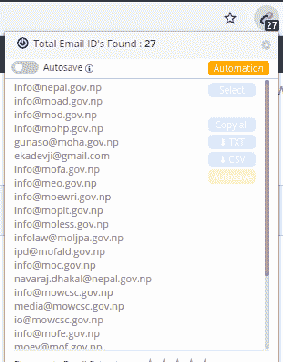 27
Total Email ID's Found : 27
Autosave
Automation
info@nepal.gov.np
Select
info@moad.gov.np
info@moc.gov.np
info@mohp.gov.np
Copy all
gunaso@moha.gov.np
TXT
ekadevji@gmail.com
CSV
info@mofa.gov.np
info@meo.gov.np
info@moewri.gov.np
info@mopit.gov.np
info@moless.gov.np
infolaw@moljpa.gov.np
ipd@mofald.gov.np
info@moc.gov.np
navaraj.dhakal@nepal.gov.np
info@mowcsc.gov.np
media@mowcsc.gov.np
io@mowcsc.gov.np
info@mofe.gov.np
moev@mof.gov.np